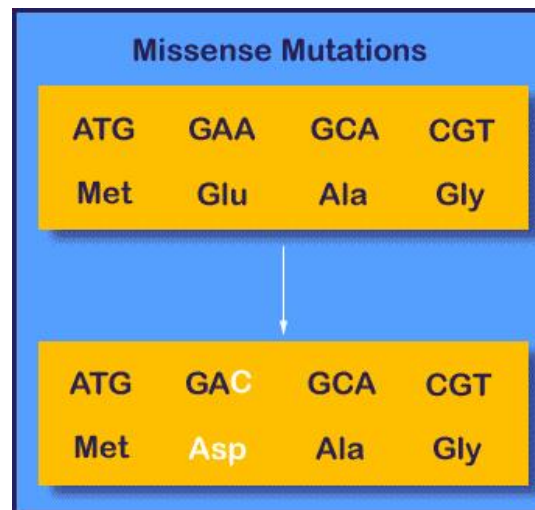 Missense Mutations
ATG GAA GCA CGT
Met Glu Ala Gly
ATG GAC GCA CGT
Met Asp Ala Gly